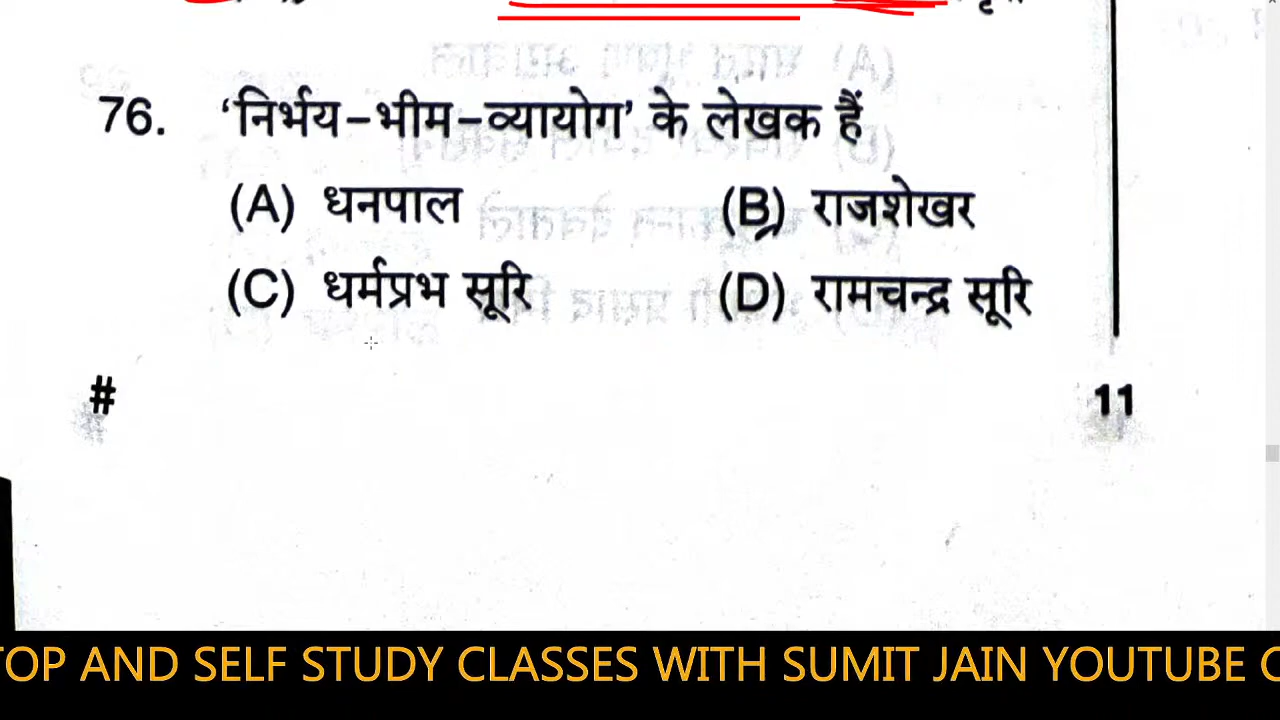 76. 'निर्भय-भीम-व्यायोग' के लेखक हैं
(A) धनपाल (B) राजशेखर
(C) धर्मप्रभ सूरि (D) रामचन्द्र सूरि
# 11
TOP AND SELF STUDY CLASSES WITH SUMIT JAIN YOUTUBE C